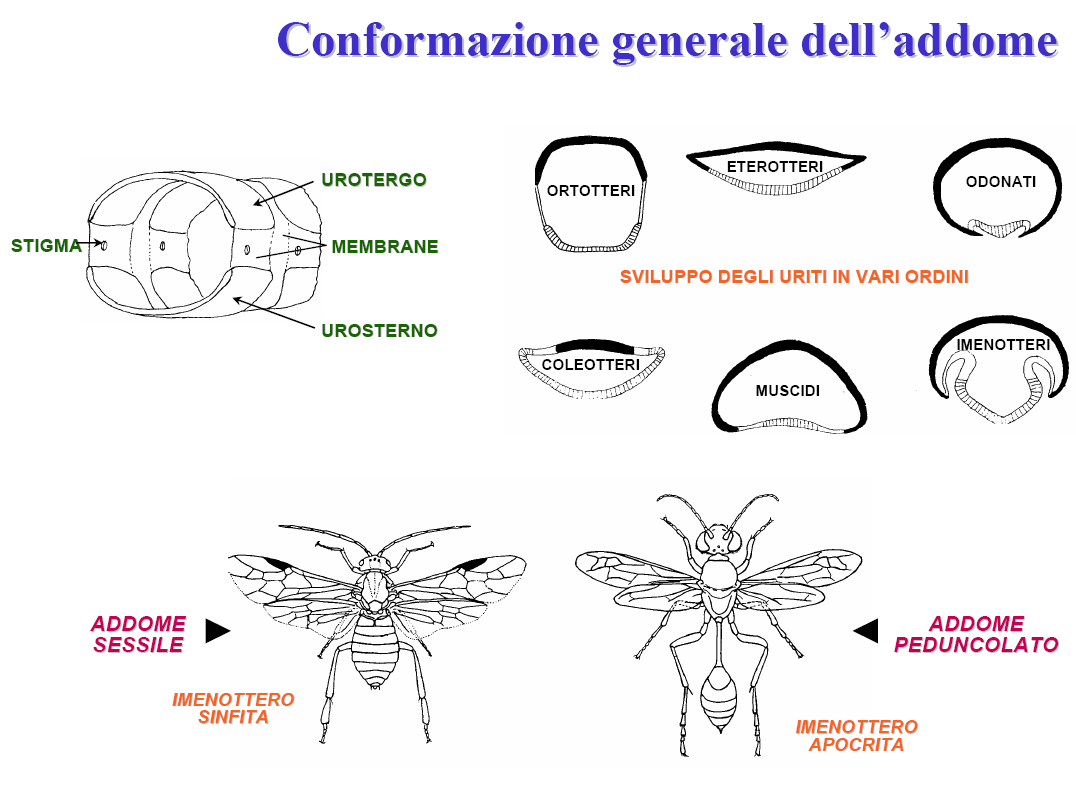 Conformazione generale dell'addome
UROTERGO
STIGMA
MEMBRANE
UROSTERNO
ORTOTTERI
ETEROTTERI
ODONATI
SVILUPPO DEGLI URITI IN VARI ORDINI
COLEOTTERI
MUSCIDI
IMENOTTERI
ADDOME
SESSILE
IMENOTTERO
SINFITA
ADDOME
PEDUNCOLATO
IMENOTTERO
APOCRITA